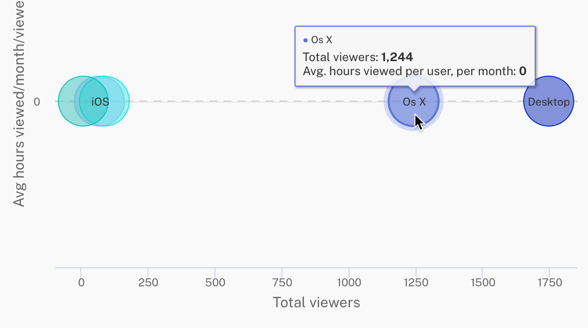 Os X
Total viewers: 1,244
Avg. hours viewed per user, per month: 0
Avg hours viewed/month/viewe
0
iOS
Os X
Desktop
0 250 500 750 1000 1250 1500 1750
Total viewers